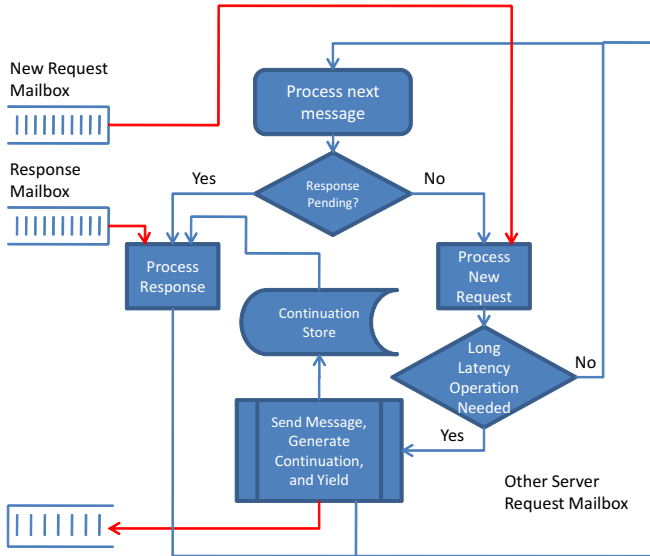 New Request
Mailbox
Process next
message
Response
Mailbox
Yes
Response
Pending?
No
Process
Response
Process
New
Request
Continuation
Store
Long
Latency
Operation
Needed
No
Send Message,
Generate
Continuation,
and Yield
Yes
Other Server
Request Mailbox